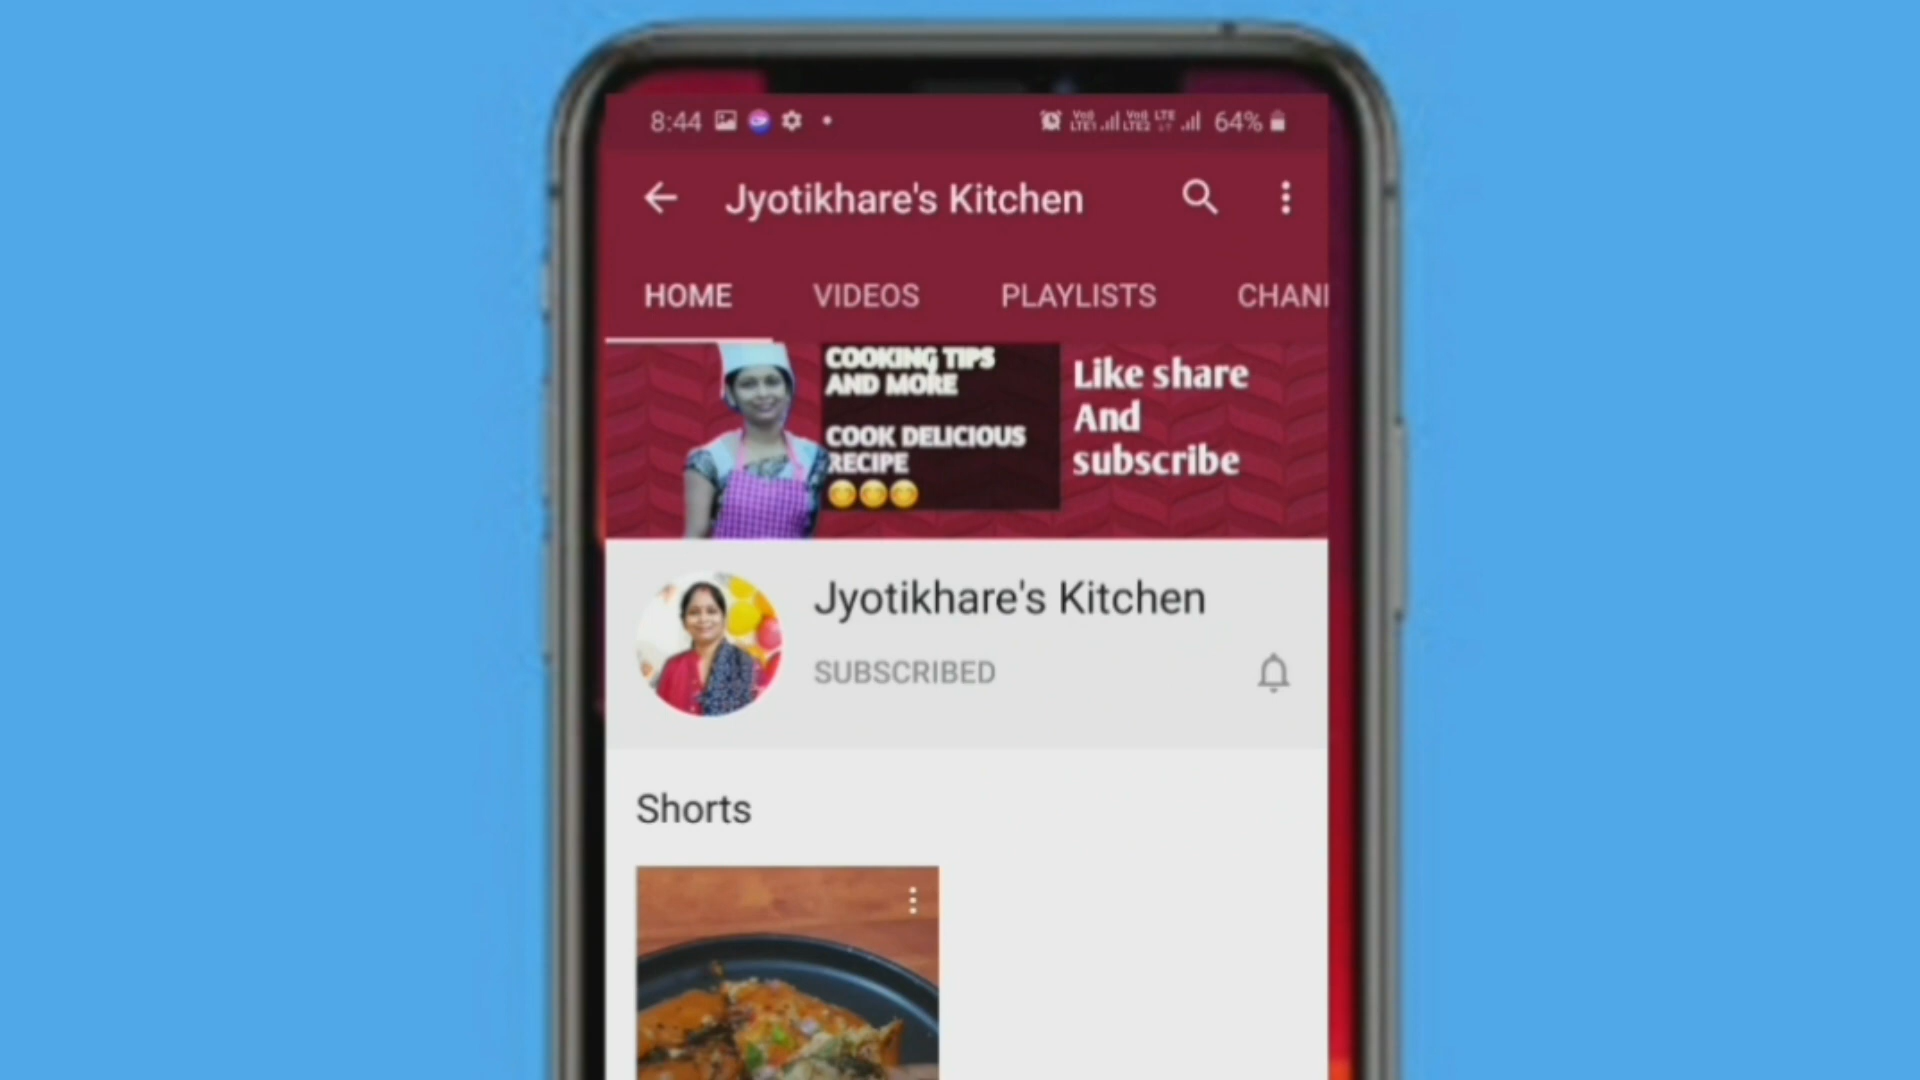 8:44
64%
Jyotikhare's Kitchen
HOME VIDEOS PLAYLISTS CHANI
COOKING TIPS
AND MORE
COOK DELICIOUS
RECIPE
Like share
And
subscribe
Jyotikhare's Kitchen
SUBSCRIBED
Shorts